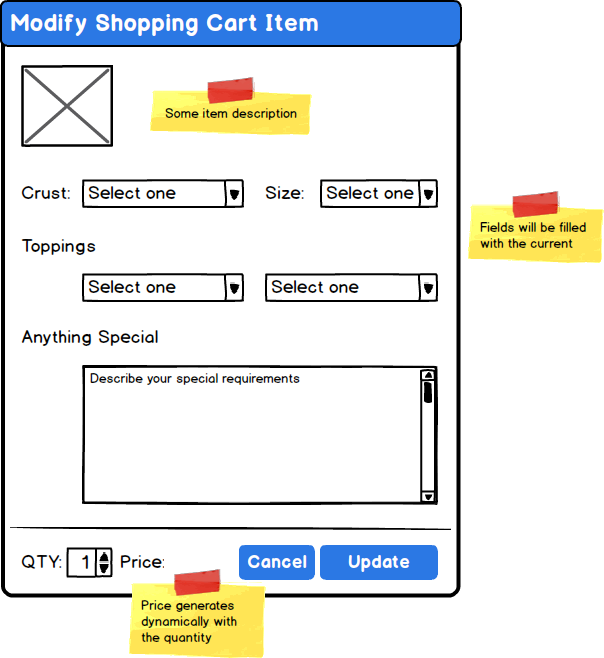 Modify Shopping Cart Item
Some item description
Crust: Select one Size: Select one
Fields will be filled
with the current
Toppings
Select one Select one
Anything Special
Describe your special requirements
QTY: 1 Price: Cancel Update
Price generates
dynamically with
the quantity